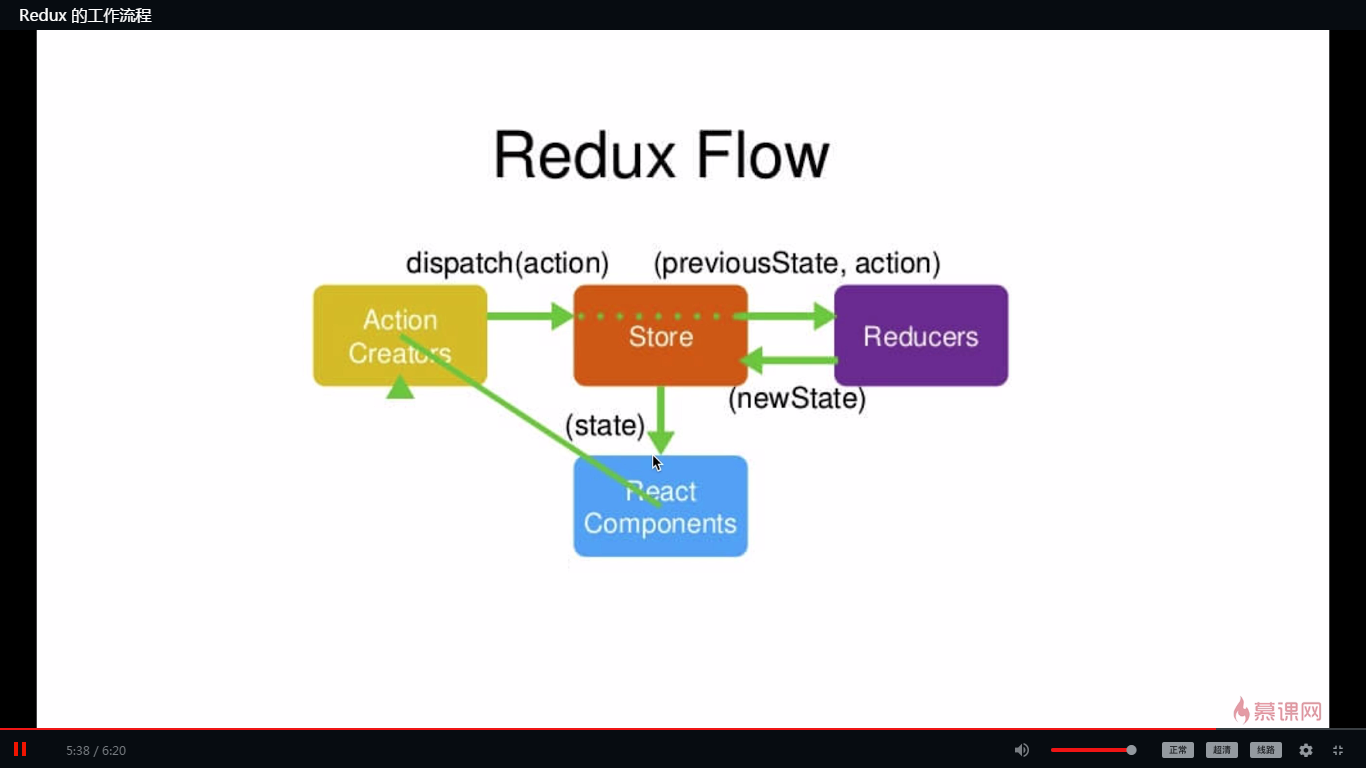 Redux 的工作流程
Redux Flow
dispatch(action)
(previousState, action)
Action
Creators
Store
Reducers
(newState)
(state)
React
Components
慕课网
5:38 / 6:20
正常
超清
线路